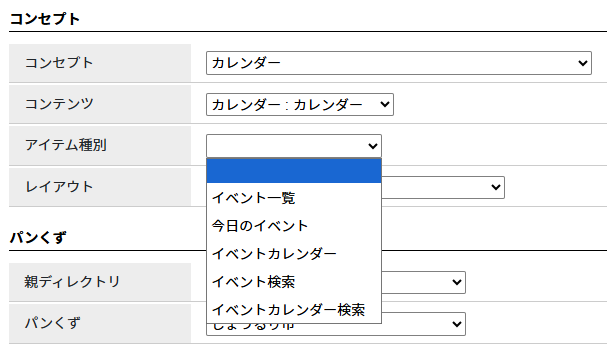 コンセプト
コンセプト
カレンダー
コンテンツ
カレンダー : カレンダー
アイテム種別
レイアウト
イベント一覧
今日のイベント
イベントカレンダー
イベント検索
イベントカレンダー検索
パンくず
親ディレクトリ
パンくず